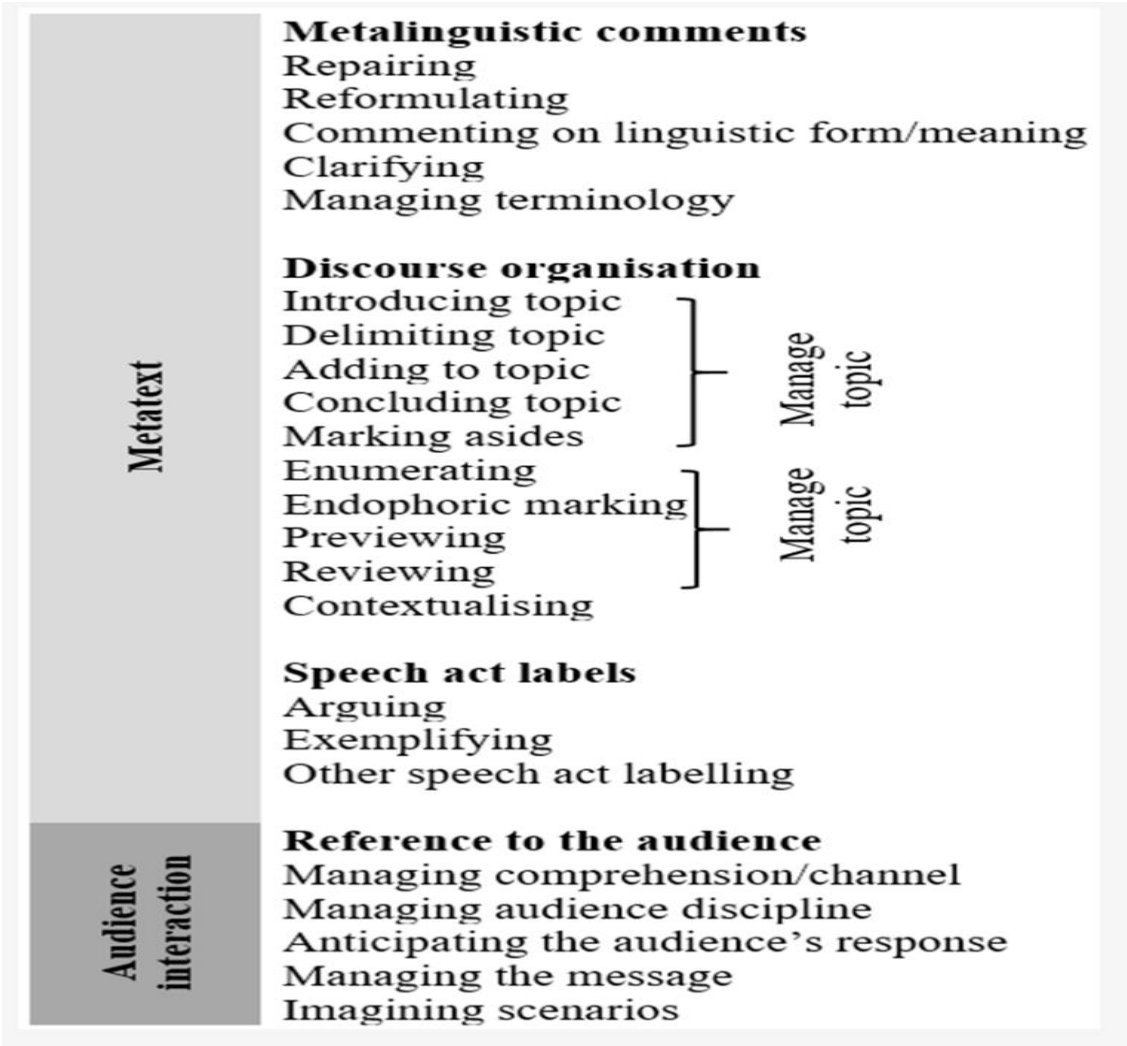 Metatext
Metalinguistic comments
Repairing
Reformulating
Commenting on linguistic form/meaning
Clarifying
Managing terminology
Discourse organisation
Introducing topic
Delimiting topic
Adding to topic
Concluding topic
Marking asides
Manage
topic
Enumerating
Endophoric marking
Previewing
Reviewing
Manage
topic
Contextualising
Speech act labels
Arguing
Exemplifying
Other speech act labelling
Audience
interaction
Reference to the audience
Managing comprehension/channel
Managing audience discipline
Anticipating the audience’s response
Managing the message
Imagining scenarios